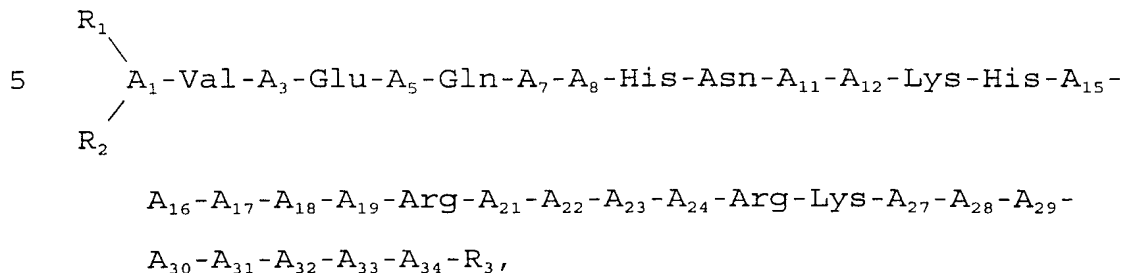 R₁
5 A₁-Val-A₃-Glu-A₅-Gln-A₇-A₈-His-Asn-A₁₁-A₁₂-Lys-His-A₁₅-
R₂
A₁₆-A₁₇-A₁₈-A₁₉-Arg-A₂₁-A₂₂-A₂₃-A₂₄-Arg-Lys-A₂₇-A₂₈-A₂₉-
A₃₀-A₃₁-A₃₂-A₃₃-A₃₄-R₃,